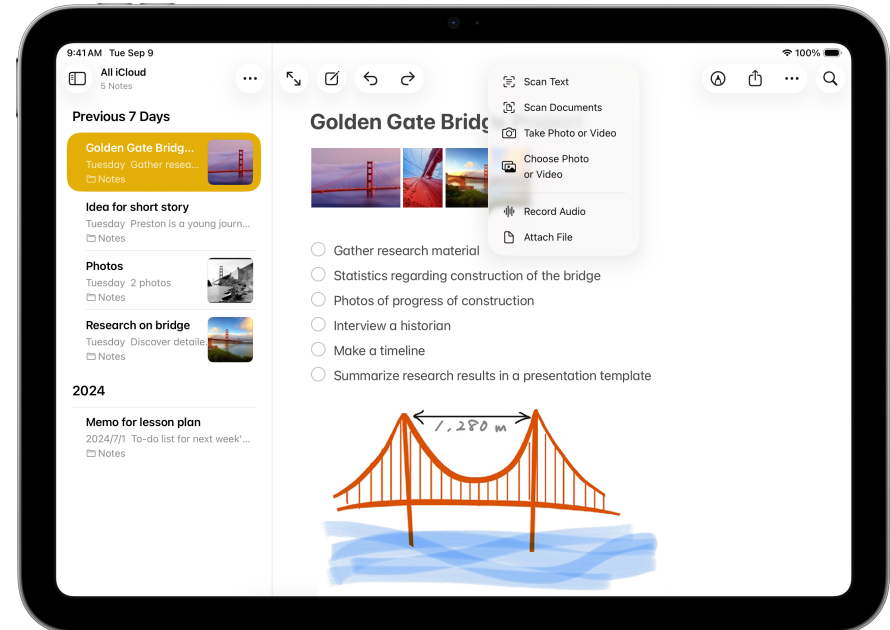 9:41 AM Tue Sep 9
100%
All iCloud
5 Notes
Previous 7 Days
Golden Gate Bridg...
Tuesday Gather resea...
Notes
Idea for short story
Tuesday Preston is a young journ...
Notes
Photos
Tuesday 2 photos
Notes
Research on bridge
Tuesday Discover detaile...
Notes
2024
Memo for lesson plan
2024/7/1 To-do list for next week'...
Notes
Golden Gate Bridg
Scan Text
Scan Documents
Take Photo or Video
Choose Photo
or Video
Record Audio
Attach File
Gather research material
Statistics regarding construction of the bridge
Photos of progress of construction
Interview a historian
Make a timeline
Summarize research results in a presentation template
1,280 m